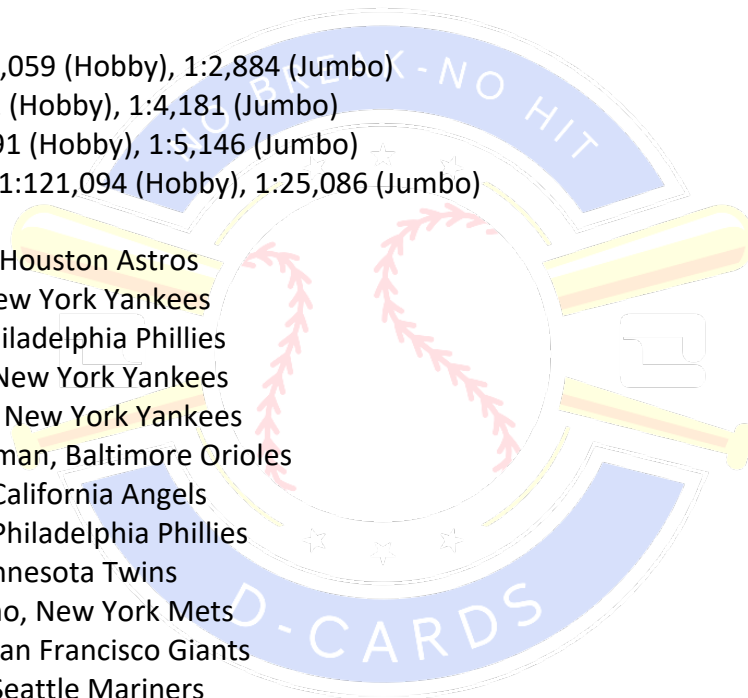 ,059 (Hobby), 1:2,884 (Jumbo)
(Hobby), 1:4,181 (Jumbo)
91 (Hobby), 1:5,146 (Jumbo)
1:121,094 (Hobby), 1:25,086 (Jumbo)
Houston Astros
ew York Yankees
iladelphia Phillies
New York Yankees
New York Yankees
man, Baltimore Orioles
California Angels
Philadelphia Phillies
nnesota Twins
o, New York Mets
an Francisco Giants
Seattle Mariners
NO BREAK-NO HIT
D-CARDS